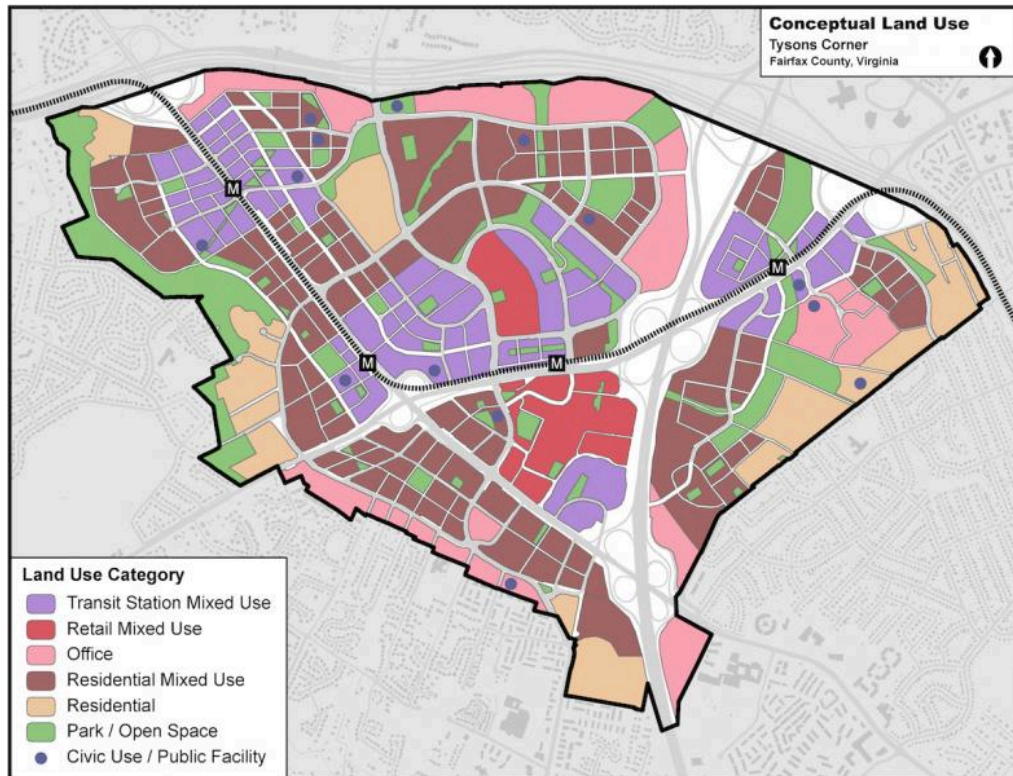 Conceptual Land Use
Tysons Corner
Fairfax County, Virginia
M
M
M
M
Land Use Category
Transit Station Mixed Use
Retail Mixed Use
Office
Residential Mixed Use
Residential
Park / Open Space
Civic Use / Public Facility